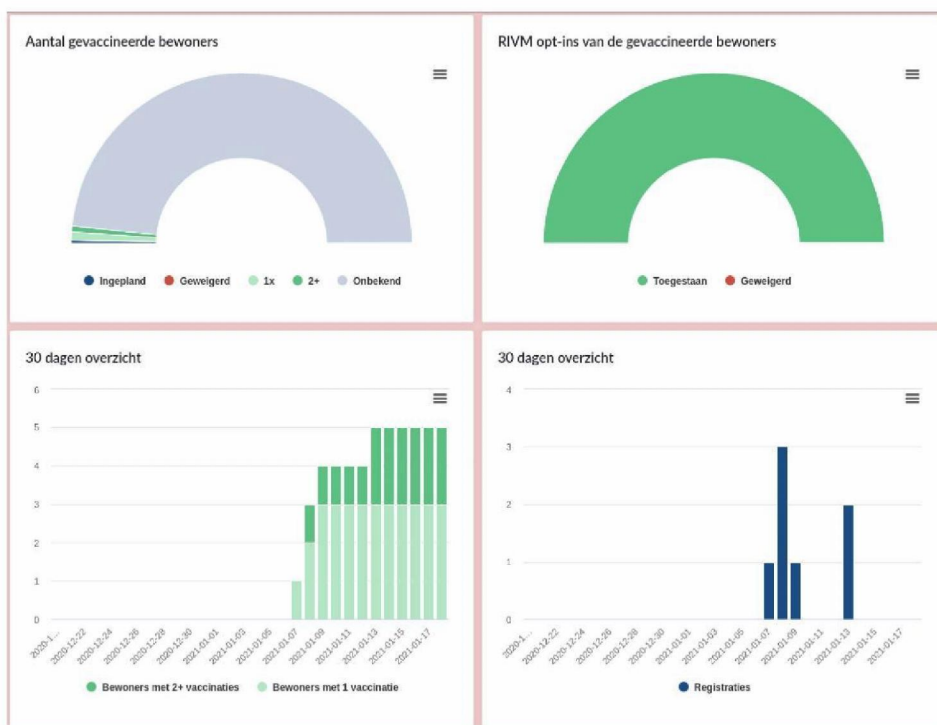 Aantal gevaccineerde bewoners
Ingepland Geweigerd 1x 2+ Onbekend
RIVM opt-ins van de gevaccineerde bewoners
Toegestaan Geweigerd
30 dagen overzicht
6
5
4
3
2
1
0
2020-1... 2020-12-22 2020-12-24 2020-12-26 2020-12-28 2020-12-30 2021-01-01 2021-01-03 2021-01-05 2021-01-07 2021-01-09 2021-01-11 2021-01-13 2021-01-15 2021-01-17
Bewoners met 2+ vaccinaties Bewoners met 1 vaccinatie
30 dagen overzicht
4
3
2
1
0
2020-1... 2020-12-22 2020-12-24 2020-12-26 2020-12-28 2020-12-30 2021-01-01 2021-01-03 2021-01-05 2021-01-07 2021-01-09 2021-01-11 2021-01-13 2021-01-15 2021-01-17
Registraties